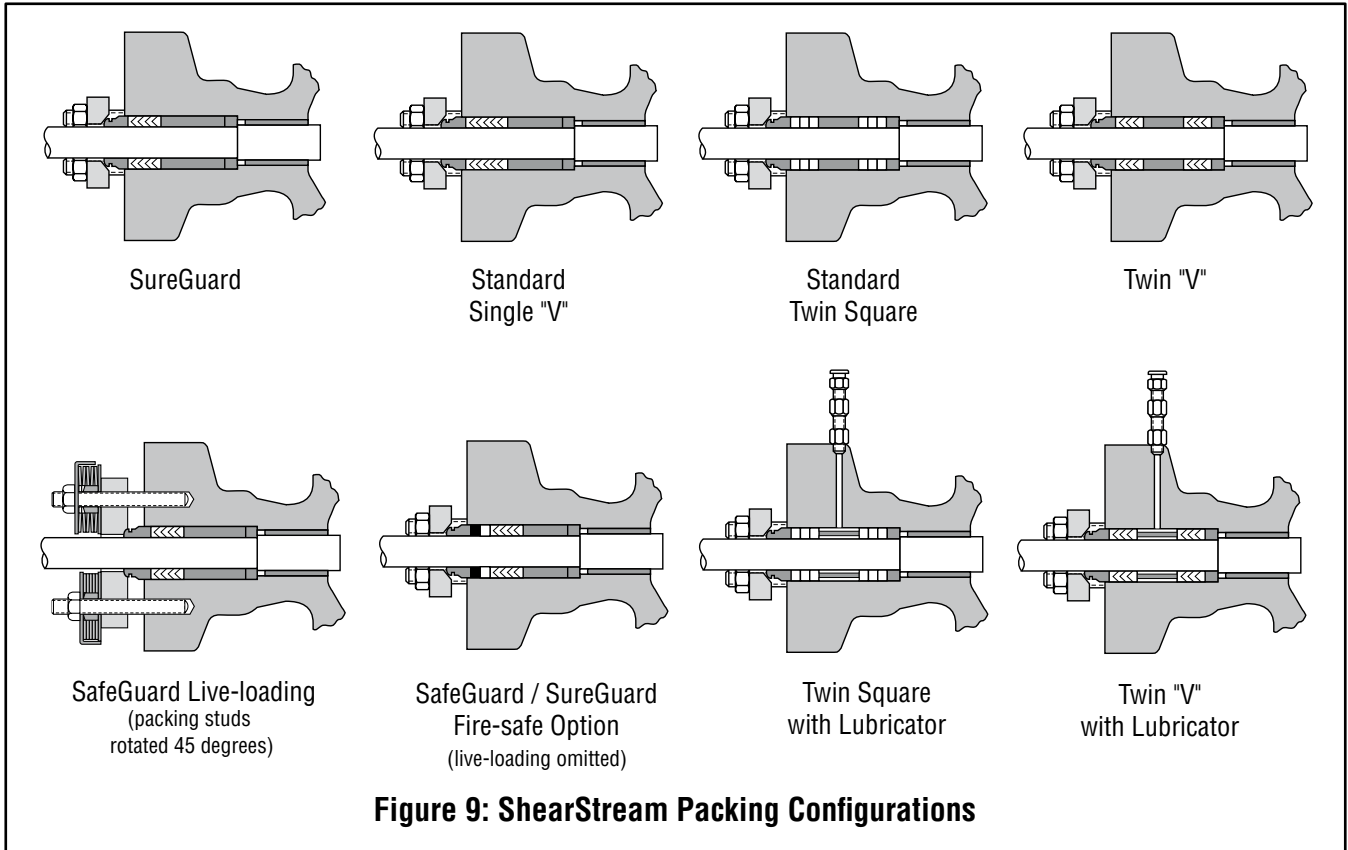 SureGuard
Standard
Single "V"
Standard
Twin Square
Twin "V"
SafeGuard Live-loading
(packing studs
rotated 45 degrees)
SafeGuard / SureGuard
Fire-safe Option
(live-loading omitted)
Twin Square
with Lubricator
Twin "V"
with Lubricator
Figure 9: ShearStream Packing Configurations